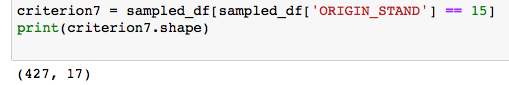 criterion7 = sampled_df[sampled_df['ORIGIN_STAND'] == 15]
print(criterion7.shape)
(427, 17)